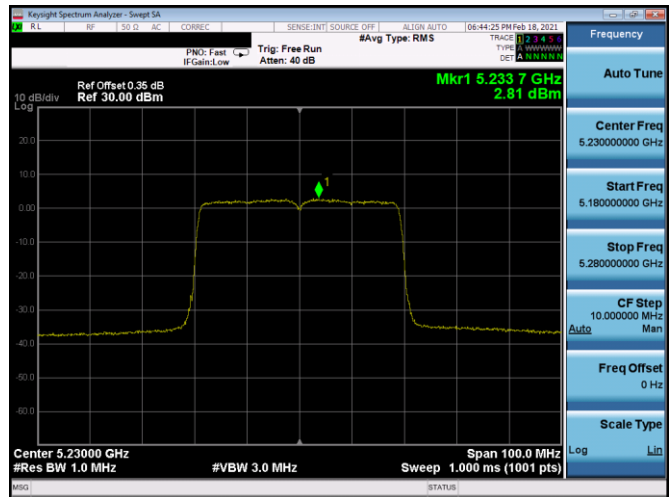 Keysight Spectrum Analyzer - Swept SA
RL RF 50 Ω AC CORREC SENSE:INT SOURCE OFF ALIGN AUTO 06:44:25 PM Feb 18, 2021
PNO: Fast
IFGain:Low
Trig: Free Run
Atten: 40 dB
#Avg Type: RMS
TRACE 1 2 3 4 5 6
TYPE A WWWWW
DET A N N N N N
Mkr1 5.233 7 GHz
2.81 dBm
Ref Offset 0.35 dB
10 dB/div Ref 30.00 dBm
Log
20.0
10.0
0.00
-10.0
-20.0
-30.0
-40.0
-50.0
-60.0
1
Center 5.23000 GHz Span 100.0 MHz
#Res BW 1.0 MHz #VBW 3.0 MHz Sweep 1.000 ms (1001 pts)
MSG STATUS
Frequency
Auto Tune
Center Freq
5.230000000 GHz
Start Freq
5.180000000 GHz
Stop Freq
5.280000000 GHz
CF Step
10.000000 MHz
Auto Man
Freq Offset
0 Hz
Scale Type
Log Lin